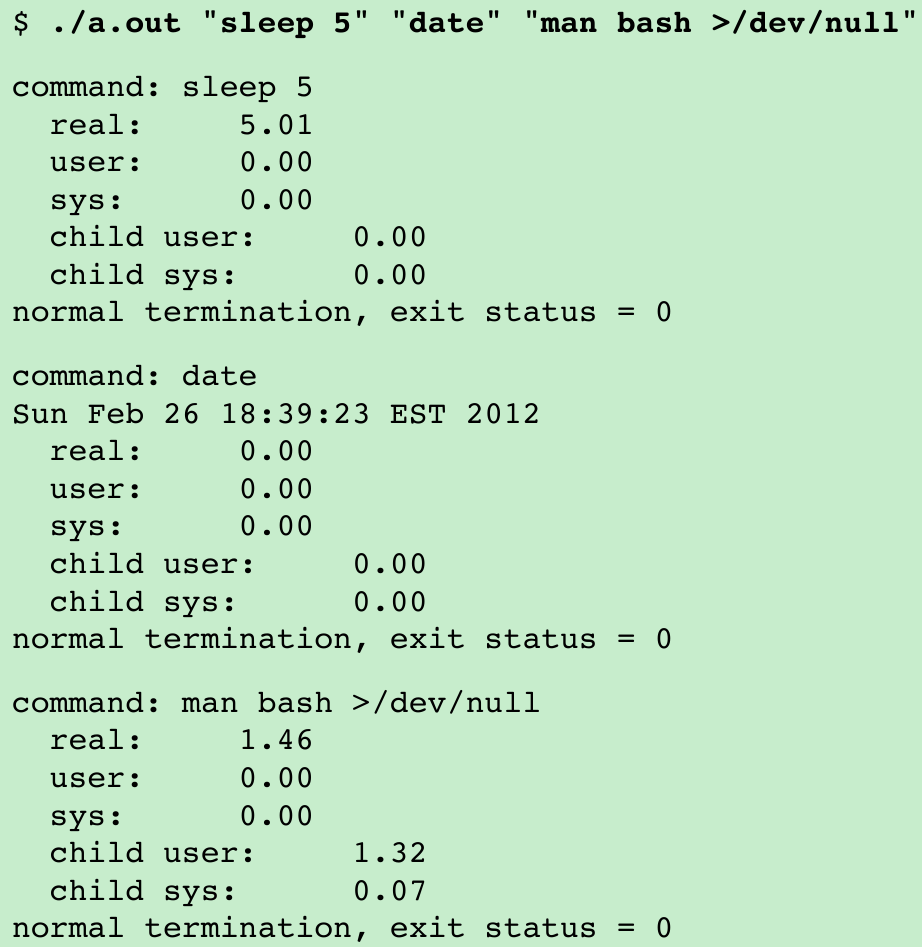 $ ./a.out "sleep 5" "date" "man bash >/dev/null"
command: sleep 5
  real:      5.01
  user:      0.00
  sys:       0.00
  child user:      0.00
  child sys:       0.00
normal termination, exit status = 0
command: date
Sun Feb 26 18:39:23 EST 2012
  real:      0.00
  user:      0.00
  sys:       0.00
  child user:      0.00
  child sys:       0.00
normal termination, exit status = 0
command: man bash >/dev/null
  real:      1.46
  user:      0.00
  sys:       0.00
  child user:      1.32
  child sys:       0.07
normal termination, exit status = 0